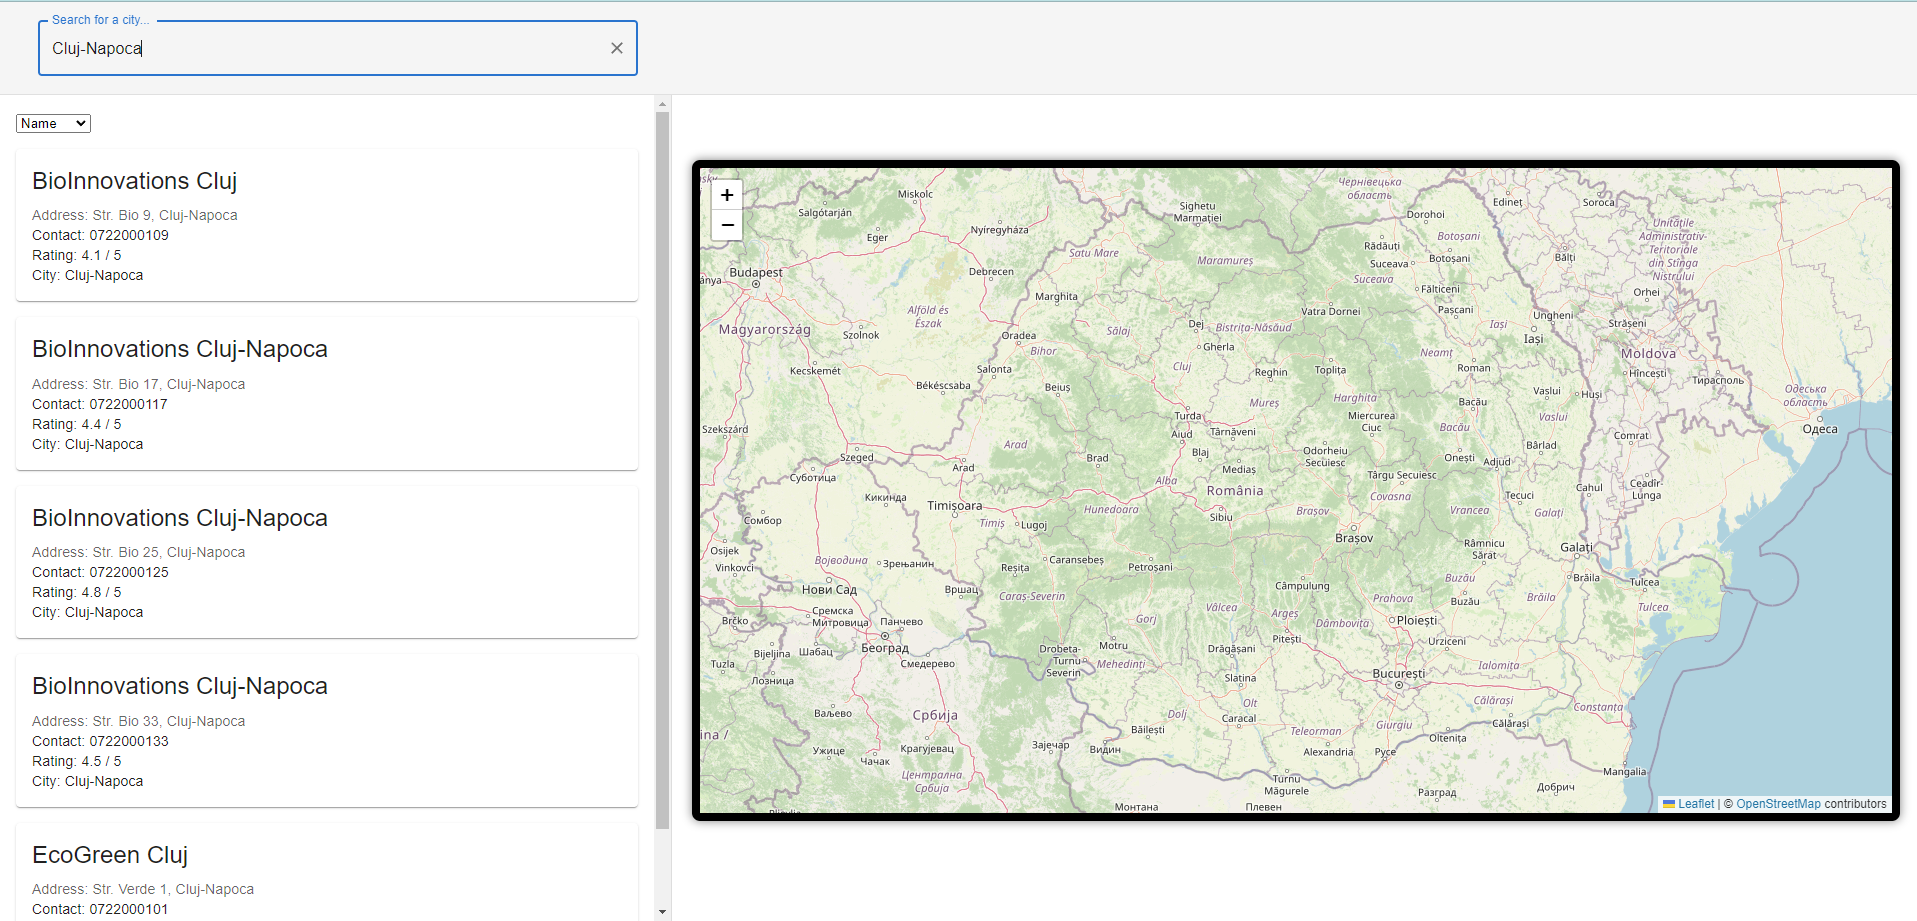 Search for a city...
Cluj-Napoca
Name
BioInnovations Cluj
Address: Str. Bio 9, Cluj-Napoca
Contact: 0722000109
Rating: 4.1 / 5
City: Cluj-Napoca
BioInnovations Cluj-Napoca
Address: Str. Bio 17, Cluj-Napoca
Contact: 0722000117
Rating: 4.4 / 5
City: Cluj-Napoca
BioInnovations Cluj-Napoca
Address: Str. Bio 25, Cluj-Napoca
Contact: 0722000125
Rating: 4.8 / 5
City: Cluj-Napoca
BioInnovations Cluj-Napoca
Address: Str. Bio 33, Cluj-Napoca
Contact: 0722000133
Rating: 4.5 / 5
City: Cluj-Napoca
EcoGreen Cluj
Address: Str. Verde 1, Cluj-Napoca
Contact: 0722000101
+
−
Miskolc
Salgótarján
Eger
Nyíregyháza
Debrecen
Budapest
Magyarország
Alföld és
Észak
Szolnok
Kecskemét
Békéscsaba
Szekszárd
Szeged
Sighetu
Marmației
Satu Mare
Maramureș
Marghita
Oradea
Bihor
Sălaj
Salonta
Beiuș
Dej
Gherla
Bistrița-Năsăud
Cluj
Reghin
Toplița
Turda
Mureș
Harghita
Miercurea
Ciuc
Aiud
Târnăveni
Blaj
Mediaș
Odorheiu
Secuiesc
Târgu Secuiesc
Covasna
Arad
Arad
Brad
Alba
România
Sibiu
Brașov
Brașov
Hunedoara
Timișoara
Timiș
Lugoj
Caransebeș
Reșița
Caraș-Severin
Petroșani
Câmpulung
Vâlcea
Argeș
Dâmbovița
Prahova
Ploiești
Pitești
Gorj
Motru
Mehedinți
Drobeta-
Turnu
Severin
Drăgășani
Slatina
Olt
Caracal
Dolj
Băilești
Teleorman
Alexandria
Turnu
Măgurele
București
Giurgiu
Oltenița
Călărași
Călărași
Ialomița
Urziceni
Constanța
Mangalia
Buzău
Buzău
Râmnicu
Sărat
Brăila
Brăila
Galați
Galați
Tulcea
Tulcea
Vrancea
Tecuci
Adjud
Onești
Bacău
Bacău
Bârlad
Vaslui
Vaslui
Huși
Roman
Neamț
Iași
Iași
Pașcani
Fălticeni
Vatra Dornei
Suceava
Suceava
Rădăuți
Botoșani
Botoșani
Dorohoi
Чернівецька
область
Edineț
Soroca
Bălți
Unitățile
Administrativ-
Teritoriale
din Stînga
Nistrului
Orhei
Ungheni
Strășeni
Moldova
Hîncești
Тирасполь
Comrat
Cahul
Ceadîr-
Lunga
Одеська
область
Одеса
Суботица
Кикинда
Сомбор
Osijek
Vinkovci
Војводина
Зрењанин
Нови Сад
Вршац
Сремска
Митровица
Панчево
Београд
Brčko
Bijeljina
Шабац
Смедерево
Tuzla
Лозница
Ваљево
Србија
Ужице
Чачак
Крагујевац
Зајечар
Централна
Србија
Видин
Монтана
Плевен
Русе
Разград
Добрич
Leaflet | © OpenStreetMap contributors